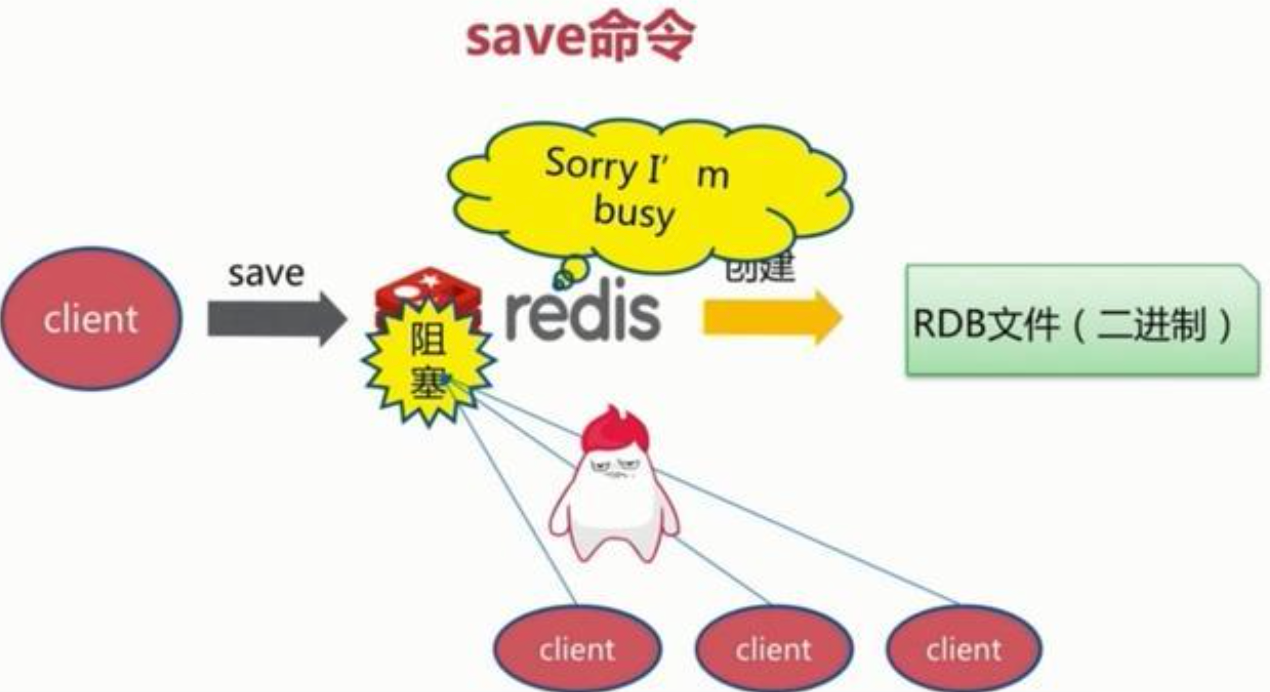 save命令
Sorry I' m
busy
client
save
阻
塞
redis
创建
RDB文件（二进制）
client
client
client